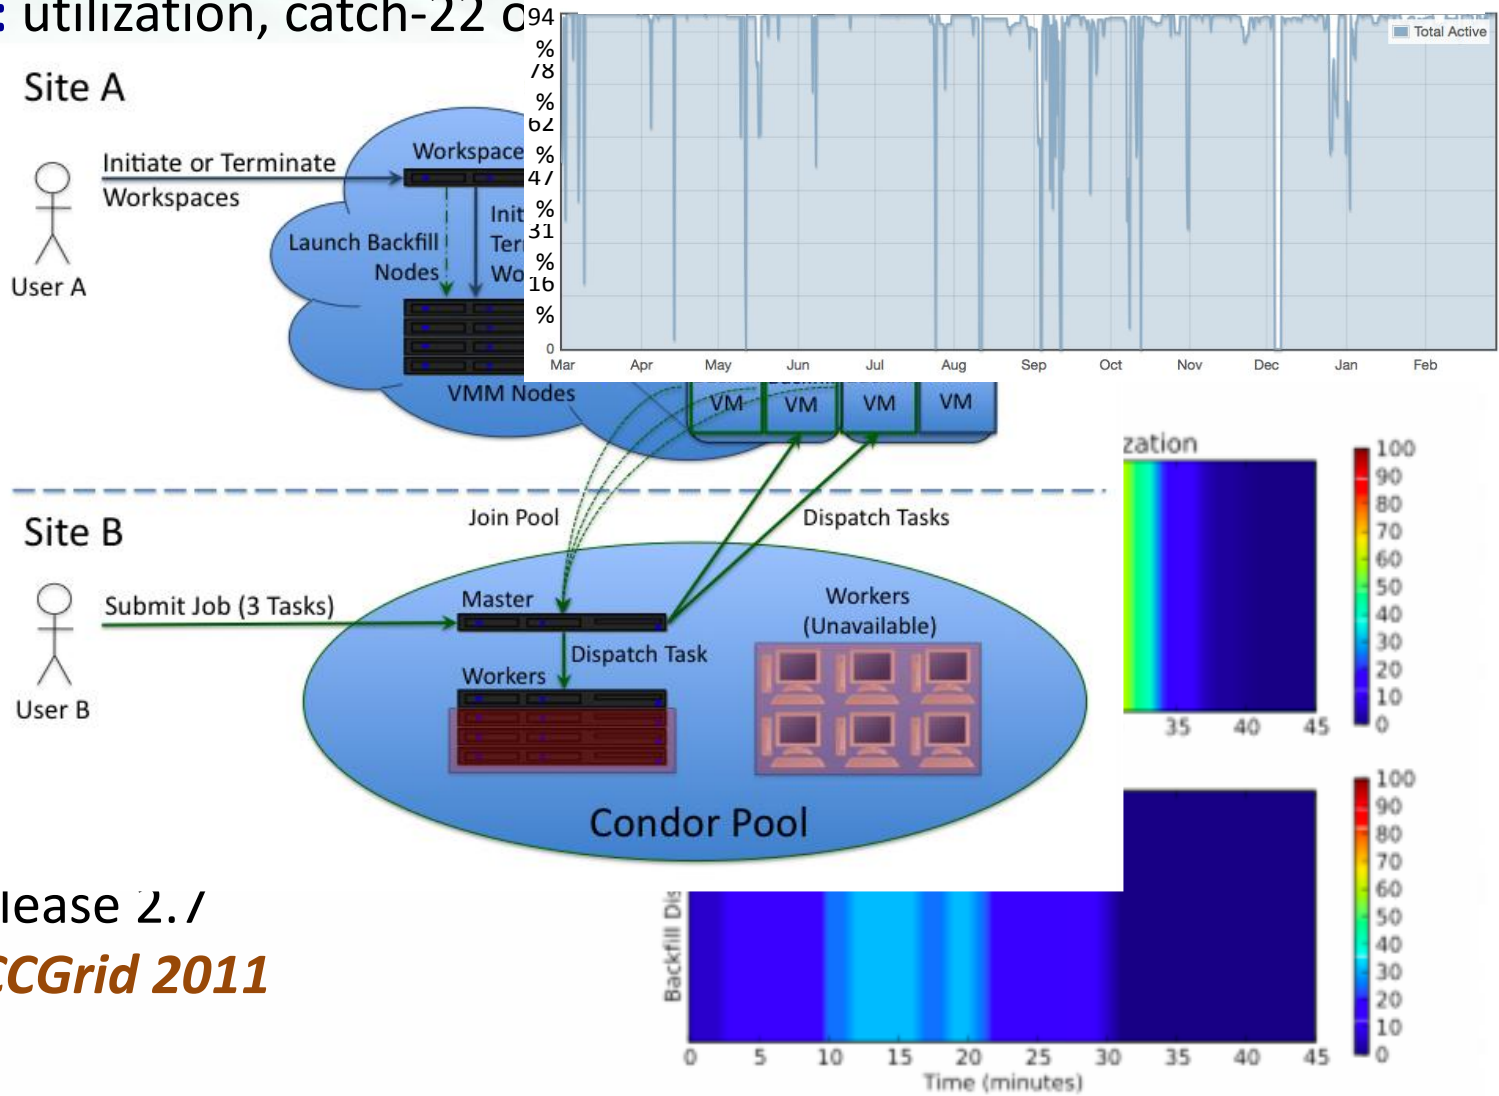 : utilization, catch-22
Site A
Initiate or Terminate
Workspaces
User A
Workspace
Launch Backfill
Nodes
VMM Nodes
94
%
78
%
62
%
47
%
31
%
16
%
0
Total Active
Mar Apr May Jun Jul Aug Sep Oct Nov Dec Jan Feb
VM VM VM VM
Site B
Join Pool
Dispatch Tasks
Submit Job (3 Tasks)
User B
Master
Dispatch Task
Workers
Workers
(Unavailable)
Condor Pool
zation
100
90
80
70
60
50
40
30
20
10
0
35 40 45
100
90
80
70
60
50
40
30
20
10
0
Backfill
0 5 10 15 20 25 30 35 40 45
Time (minutes)
lease 2.7
CCGrid 2011